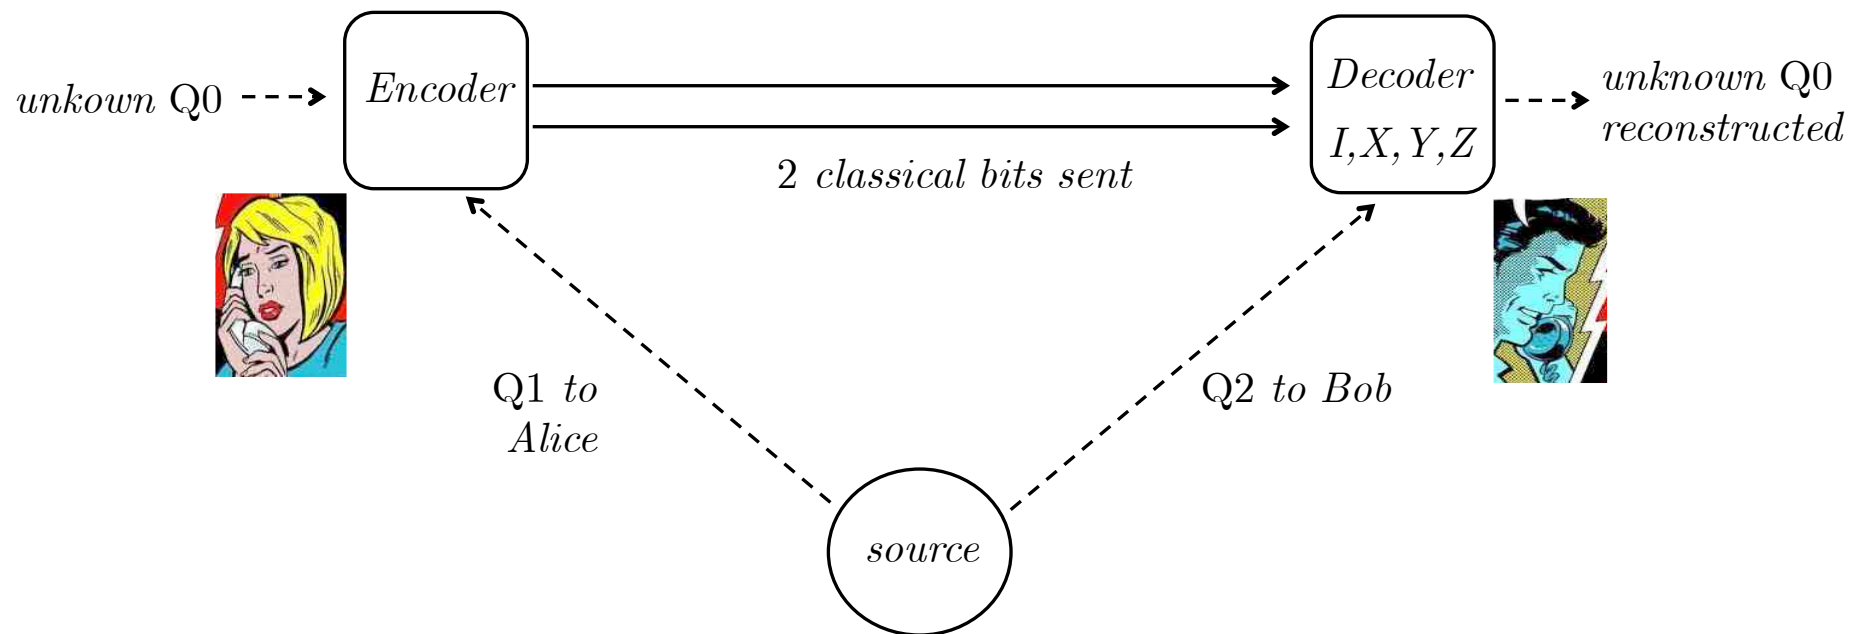 unkown Q0
Encoder
Decoder
I,X,Y,Z
unknown Q0
reconstructed
2 classical bits sent
Q1 to
Alice
Q2 to Bob
source